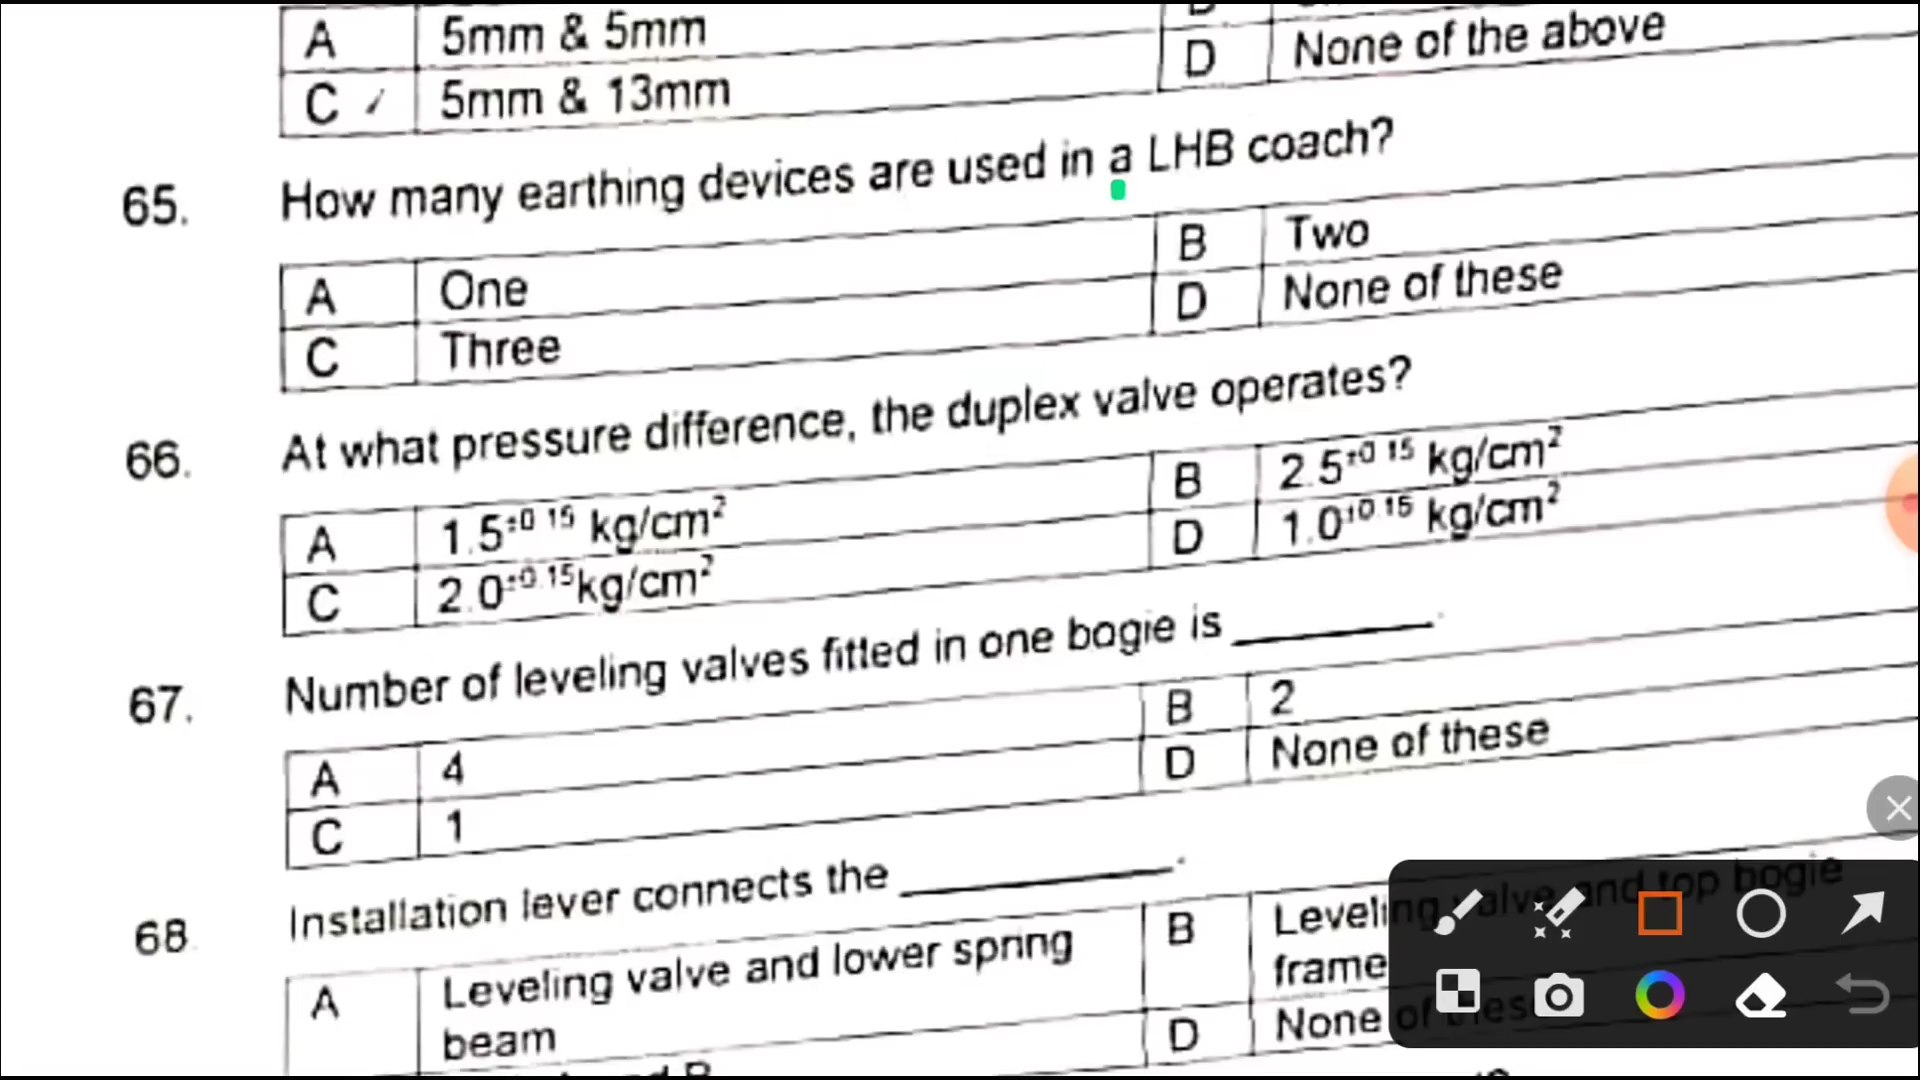 A 5mm & 5mm
D None of the above
C 5mm & 13mm
65. How many earthing devices are used in a LHB coach?
A One
B Two
C Three
D None of these
66. At what pressure difference, the duplex valve operates?
A 1.5±0.15 kg/cm²
B 2.5±0.15 kg/cm²
C 2.0±0.15kg/cm²
D 1.0±0.15 kg/cm²
67. Number of leveling valves fitted in one bogie is ________.
A 4
B 2
C 1
D None of these
68. Installation lever connects the ________.
A Leveling valve and lower spring
beam
B Leveling valve and top bogie
frame
D None of these